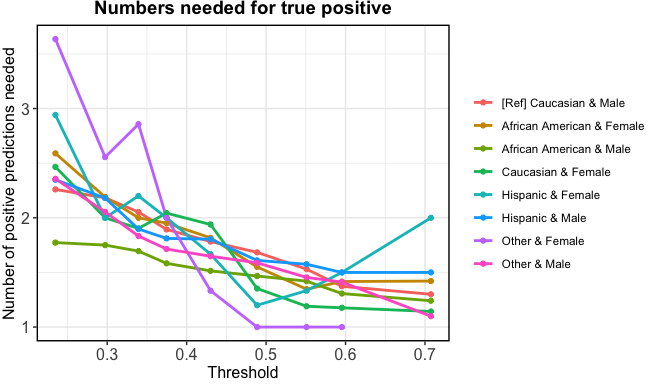 Numbers needed for true positive
Number of positive predictions needed
3
2
1
0.3 0.4 0.5 0.6 0.7
Threshold
[Ref] Caucasian & Male
African American & Female
African American & Male
Caucasian & Female
Hispanic & Female
Hispanic & Male
Other & Female
Other & Male